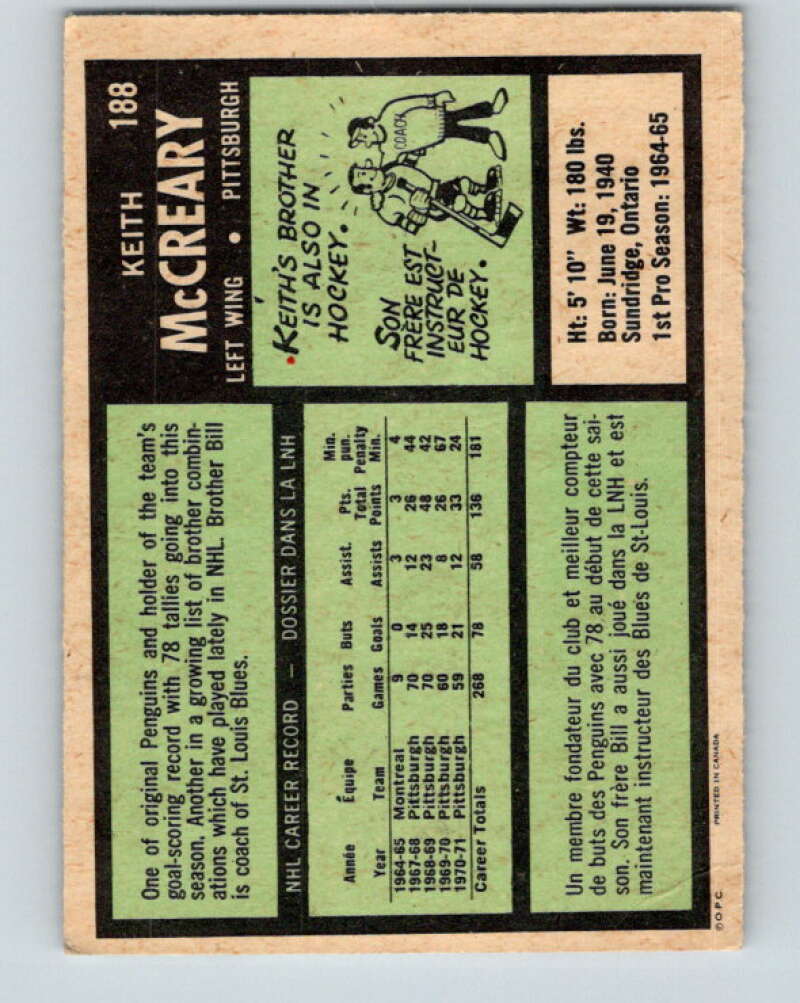 188
KEITH
McCREARY
LEFT WING • PITTSBURGH
One of original Penguins and holder of the team's
goal-scoring record with 78 tallies going into this
season. Another in a growing list of brother combin-
ations which have played lately in NHL. Brother Bill
is coach of St. Louis Blues.
•KEITH'S BROTHER
IS ALSO IN
HOCKEY.
SON
FRÈRE EST
INSTRUCT-
EUR DE
HOCKEY.
COACH
NHL CAREER RECORD — DOSSIER DANS LA LNH
Année Équipe Parties Buts Assist. Pts. Total Min. pun.
Year Team Games Goals Assists Points Penalty Min.
1964-65 Montreal 9 0 3 3 4
1967-68 Pittsburgh 70 14 12 26 44
1968-69 Pittsburgh 70 25 23 48 42
1969-70 Pittsburgh 60 18 8 26 67
1970-71 Pittsburgh 59 21 12 33 24
Career Totals 268 78 58 136 181
Ht: 5' 10" Wt: 180 lbs.
Born: June 19, 1940
Sundridge, Ontario
1st Pro Season: 1964-65
Un membre fondateur du club et meilleur compteur
de buts des Penguins avec 78 au début de cette sai-
son. Son frère Bill a aussi joué dans la LNH et est
maintenant instructeur des Blues de St-Louis.
© O.P.C. PRINTED IN CANADA